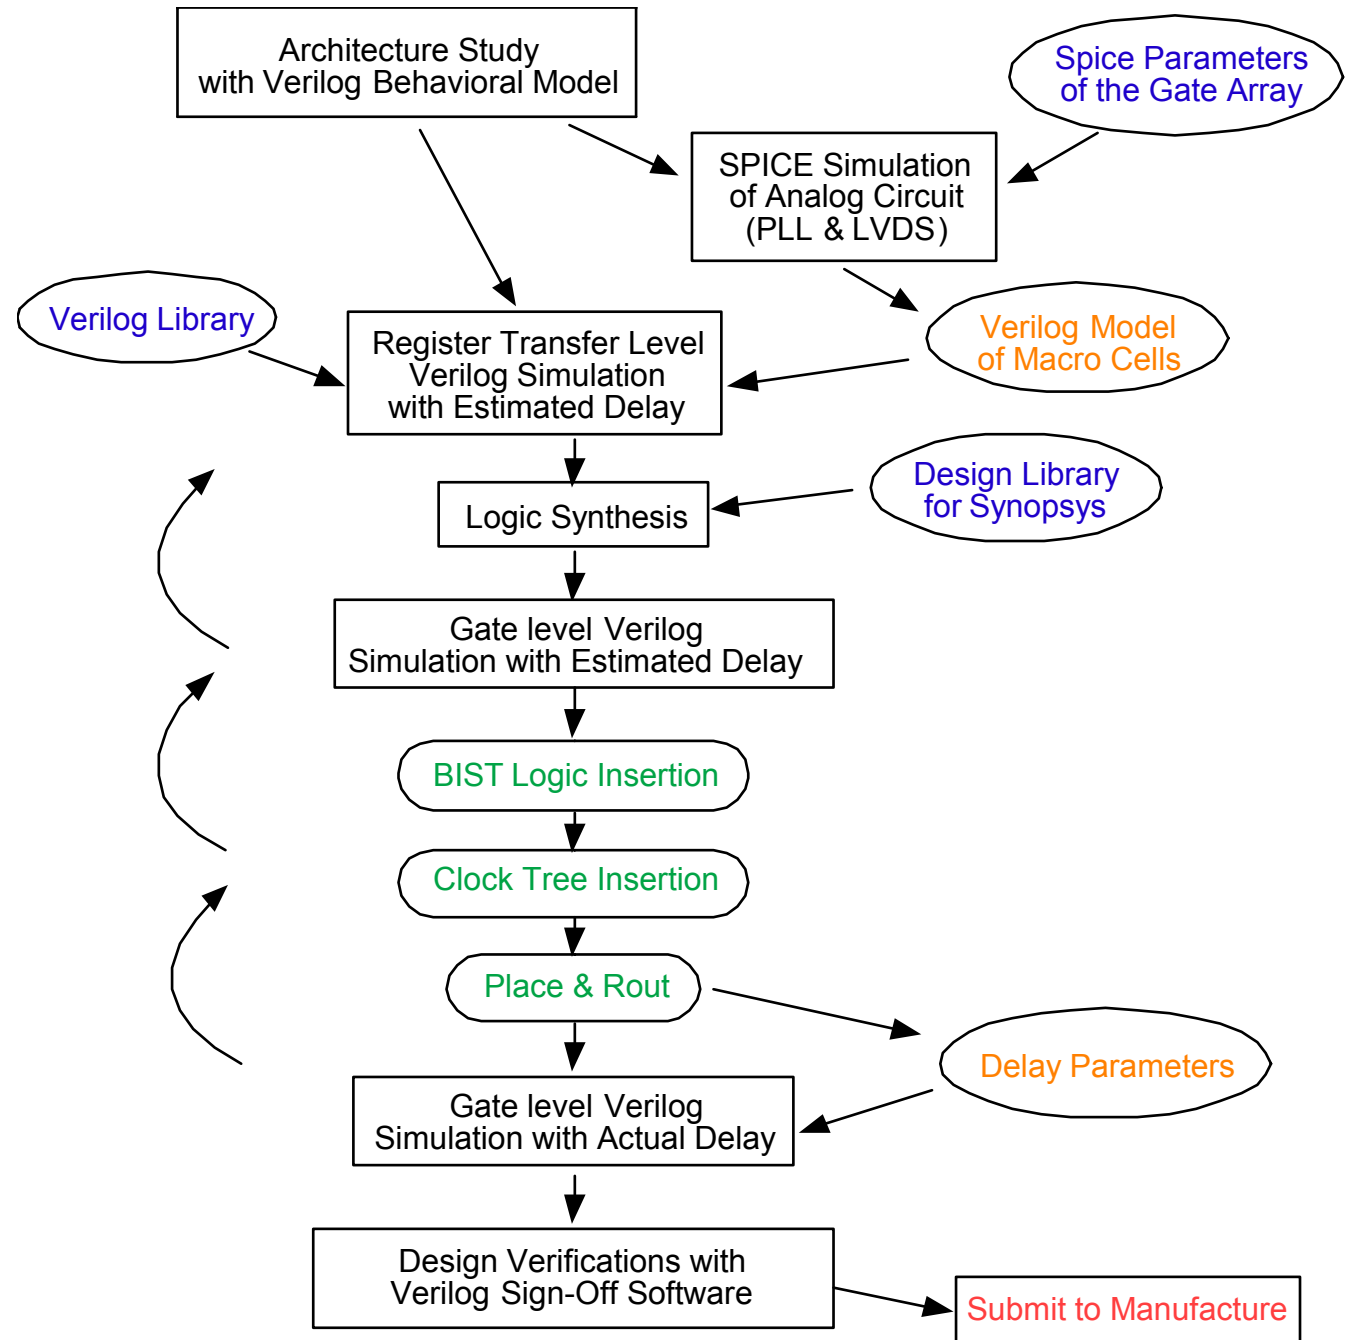 Architecture Study
with Verilog Behavioral Model
Spice Parameters
of the Gate Array
SPICE Simulation
of Analog Circuit
(PLL & LVDS)
Verilog Library
Register Transfer Level
Verilog Simulation
with Estimated Delay
Verilog Model
of Macro Cells
Design Library
for Synopsys
Logic Synthesis
Gate level Verilog
Simulation with Estimated Delay
BIST Logic Insertion
Clock Tree Insertion
Place & Rout
Delay Parameters
Gate level Verilog
Simulation with Actual Delay
Design Verifications with
Verilog Sign-Off Software
Submit to Manufacture